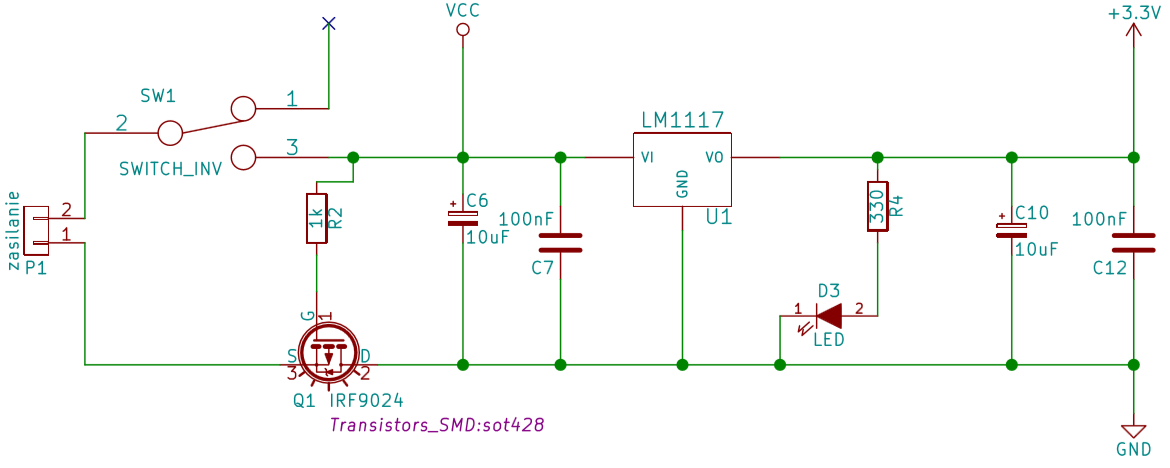 VCC
+3.3V
SW1
1
2
3
SWITCH_INV
LM1117
VI
VO
GND
U1
zasilanie
2
1
P1
1k
R2
C6
10uF
100nF
C7
330
R4
C10
10uF
100nF
C12
D3
1
2
LED
G
1
S
D
3
2
Q1
IRF9024
Transistors_SMD:sot428
GND